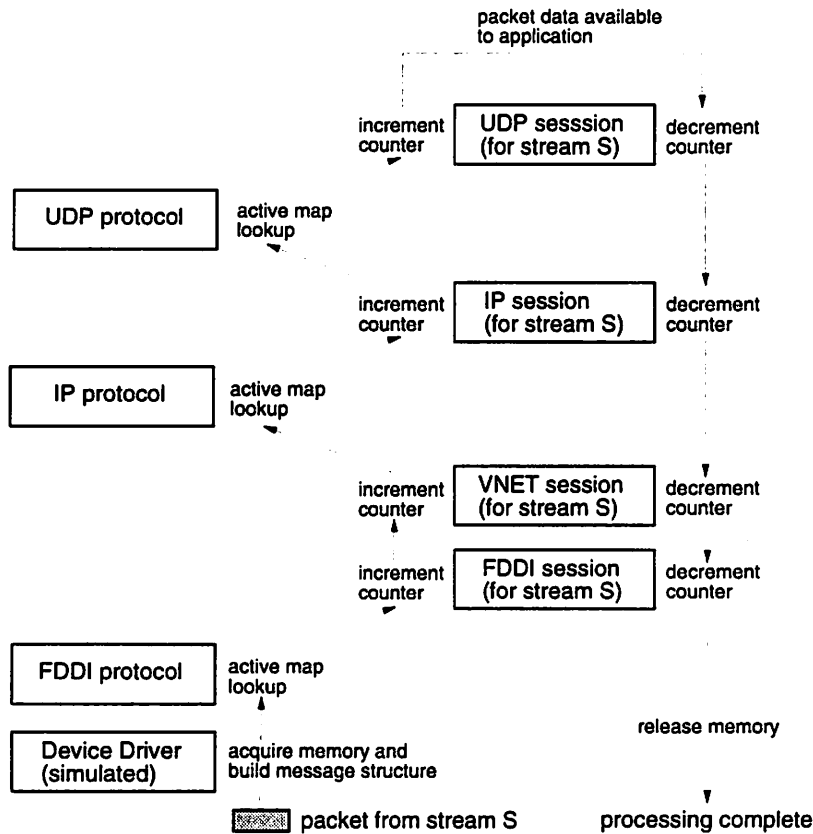 packet data available
to application
increment
counter
UDP sesssion
(for stream S)
decrement
counter
UDP protocol
active map
lookup
increment
counter
IP session
(for stream S)
decrement
counter
IP protocol
active map
lookup
increment
counter
VNET session
(for stream S)
decrement
counter
increment
counter
FDDI session
(for stream S)
decrement
counter
FDDI protocol
active map
lookup
release memory
Device Driver
(simulated)
acquire memory and
build message structure
packet from stream S
processing complete